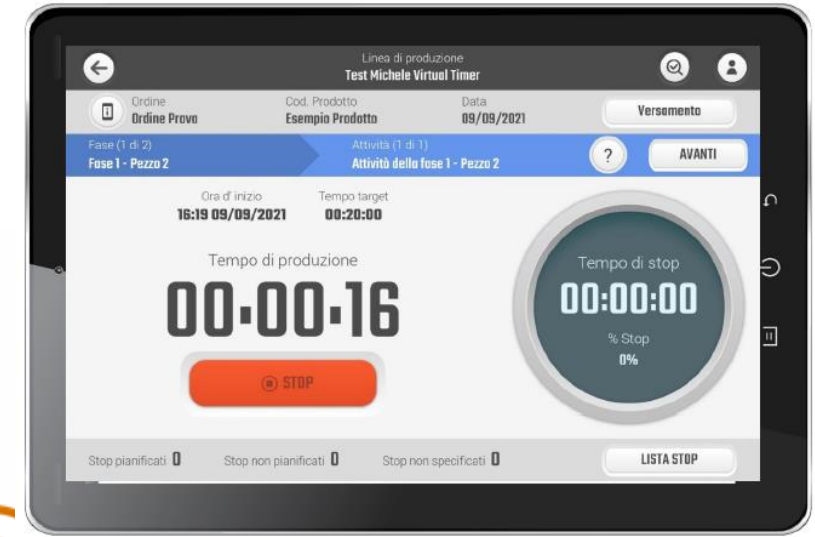 Linea di produzione
Test Michele Virtual Timer
Ordine
Ordine Prova
Cod. Prodotto
Esempio Prodotto
Data
09/09/2021
Versamento
Fase (1 di 2)
Fase 1 - Pezzo 2
Attività (1 di 1)
Attività della fase 1 - Pezzo 2
?
AVANTI
Ora d'inizio
16:19 09/09/2021
Tempo target
00:20:00
Tempo di produzione
00:00:16
STOP
Tempo di stop
00:00:00
% Stop
0%
Stop pianificati 0
Stop non pianificati 0
Stop non specificati 0
LISTA STOP